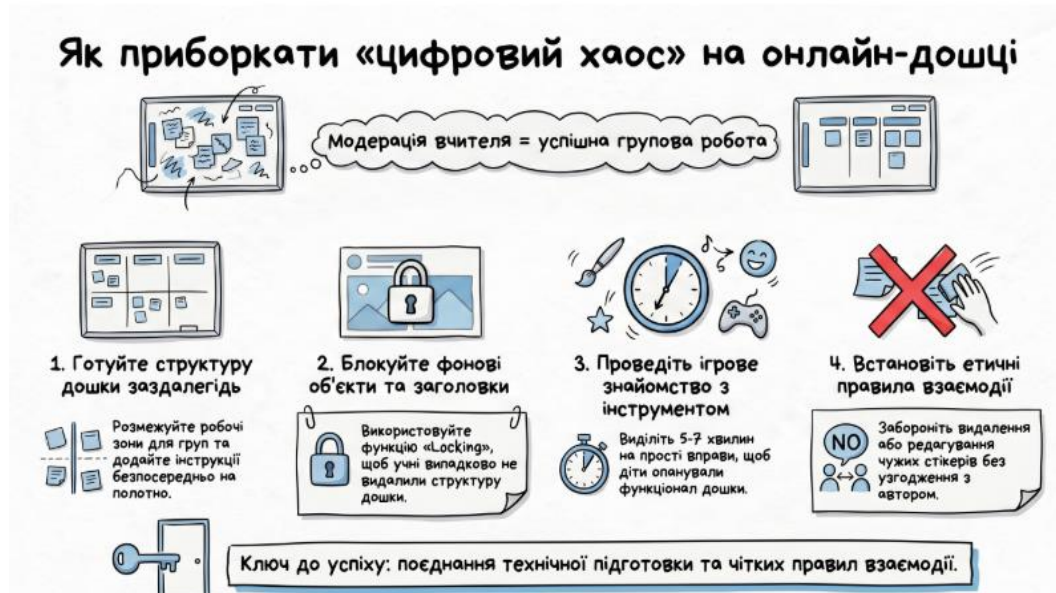 Як приборкати «цифровий хаос» на онлайн-дошці
Модерація вчителя = успішна групова робота
1. Готуйте структуру
дошки заздалегідь
Розмежуйте робочі
зони для груп та
додайте інструкції
безпосередньо на
полотно.
2. Блокуйте фонові
об'єкти та заголовки
Використовуйте
функцію «Locking»,
щоб учні випадково не
видалили структуру
дошки.
3. Проведіть ігрове
знайомство з
інструментом
Виділіть 5-7 хвилин
на прості вправи, щоб
діти опанували
функціонал дошки.
4. Встановіть етичні
правила взаємодії
NO
Забороніть видалення
або редагування
чужих стікерів без
узгодження з
автором.
Ключ до успіху: поєднання технічної підготовки та чітких правил взаємодії.